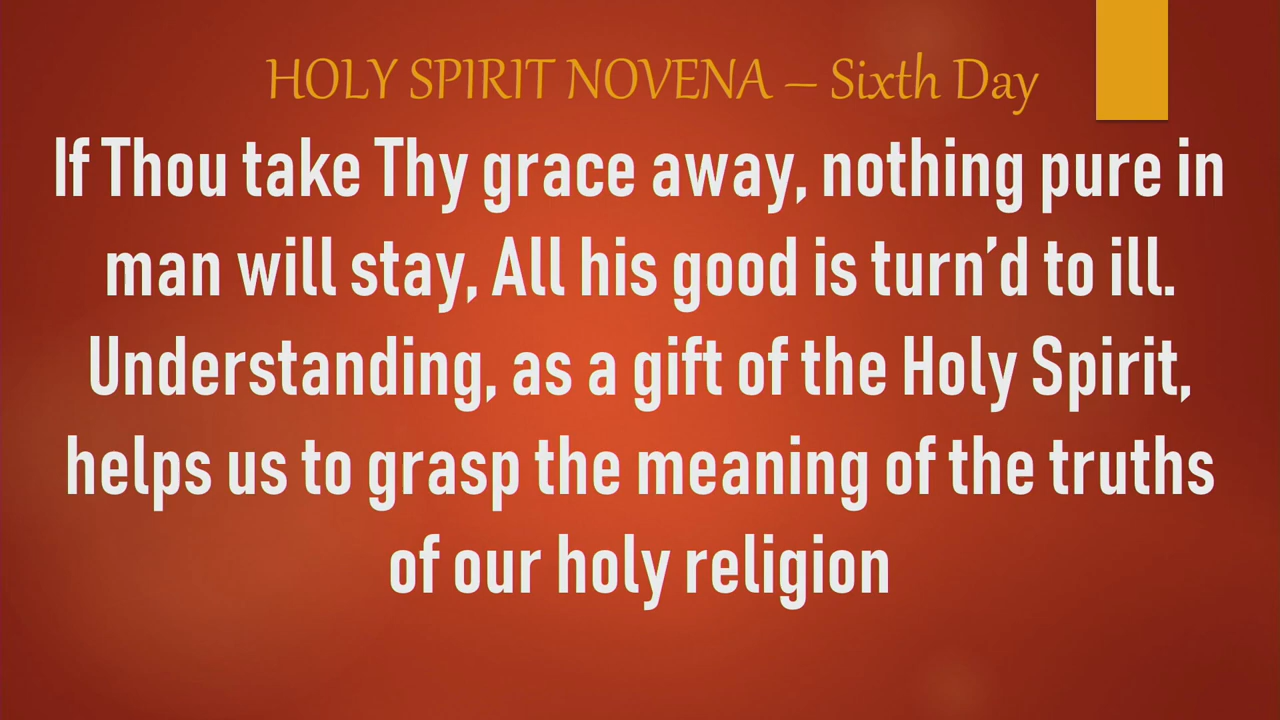 HOLY SPIRIT NOVENA – Sixth Day
If Thou take Thy grace away, nothing pure in
man will stay, All his good is turn’d to ill.
Understanding, as a gift of the Holy Spirit,
helps us to grasp the meaning of the truths
of our holy religion